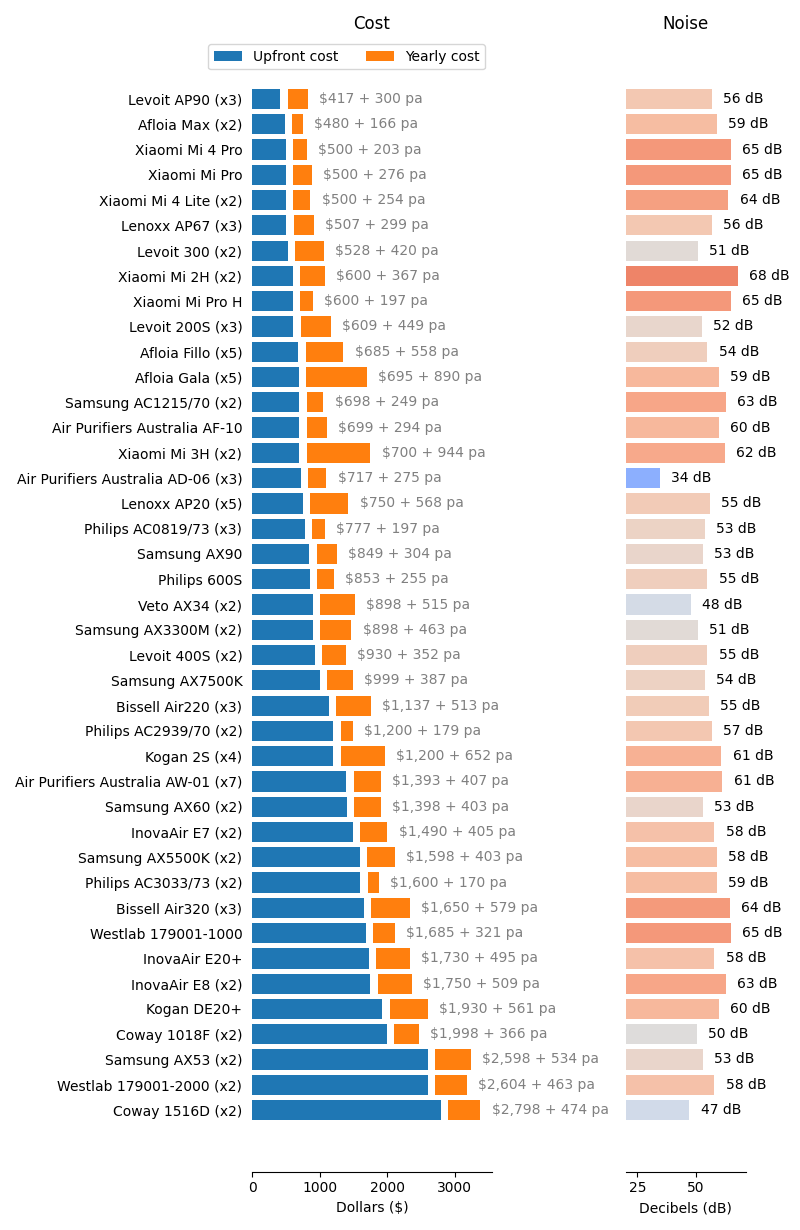 Cost Noise
Upfront cost Yearly cost
Levoit AP90 (x3) $417 + 300 pa 56 dB
Afloia Max (x2) $480 + 166 pa 59 dB
Xiaomi Mi 4 Pro $500 + 203 pa 65 dB
Xiaomi Mi Pro $500 + 276 pa 65 dB
Xiaomi Mi 4 Lite (x2) $500 + 254 pa 64 dB
Lenoxx AP67 (x3) $507 + 299 pa 56 dB
Levoit 300 (x2) $528 + 420 pa 51 dB
Xiaomi Mi 2H (x2) $600 + 367 pa 68 dB
Xiaomi Mi Pro H $600 + 197 pa 65 dB
Levoit 200S (x3) $609 + 449 pa 52 dB
Afloia Fillo (x5) $685 + 558 pa 54 dB
Afloia Gala (x5) $695 + 890 pa 59 dB
Samsung AC1215/70 (x2) $698 + 249 pa 63 dB
Air Purifiers Australia AF-10 $699 + 294 pa 60 dB
Xiaomi Mi 3H (x2) $700 + 944 pa 62 dB
Air Purifiers Australia AD-06 (x3) $717 + 275 pa 34 dB
Lenoxx AP20 (x5) $750 + 568 pa 55 dB
Philips AC0819/73 (x3) $777 + 197 pa 53 dB
Samsung AX90 $849 + 304 pa 53 dB
Philips 600S $853 + 255 pa 55 dB
Veto AX34 (x2) $898 + 515 pa 48 dB
Samsung AX3300M (x2) $898 + 463 pa 51 dB
Levoit 400S (x2) $930 + 352 pa 55 dB
Samsung AX7500K $999 + 387 pa 54 dB
Bissell Air220 (x3) $1,137 + 513 pa 55 dB
Philips AC2939/70 (x2) $1,200 + 179 pa 57 dB
Kogan 2S (x4) $1,200 + 652 pa 61 dB
Air Purifiers Australia AW-01 (x7) $1,393 + 407 pa 61 dB
Samsung AX60 (x2) $1,398 + 403 pa 53 dB
InovaAir E7 (x2) $1,490 + 405 pa 58 dB
Samsung AX5500K (x2) $1,598 + 403 pa 58 dB
Philips AC3033/73 (x2) $1,600 + 170 pa 59 dB
Bissell Air320 (x3) $1,650 + 579 pa 64 dB
Westlab 179001-1000 $1,685 + 321 pa 65 dB
InovaAir E20+ $1,730 + 495 pa 58 dB
InovaAir E8 (x2) $1,750 + 509 pa 63 dB
Kogan DE20+ $1,930 + 561 pa 60 dB
Coway 1018F (x2) $1,998 + 366 pa 50 dB
Samsung AX53 (x2) $2,598 + 534 pa 53 dB
Westlab 179001-2000 (x2) $2,604 + 463 pa 58 dB
Coway 1516D (x2) $2,798 + 474 pa 47 dB
0 1000 2000 3000 25 50
Dollars ($) Decibels (dB)